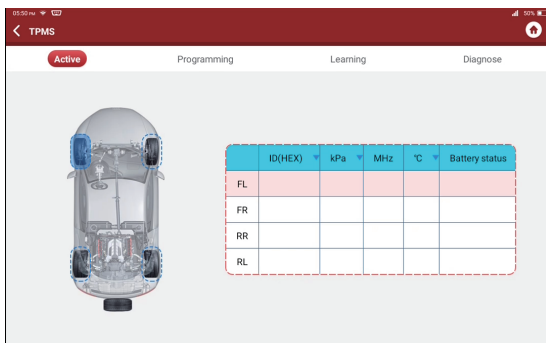 05:50 PM 50%
TPMS
Active Programming Learning Diagnose
ID(HEX) kPa MHz ℃ Battery status
FL
FR
RR
RL